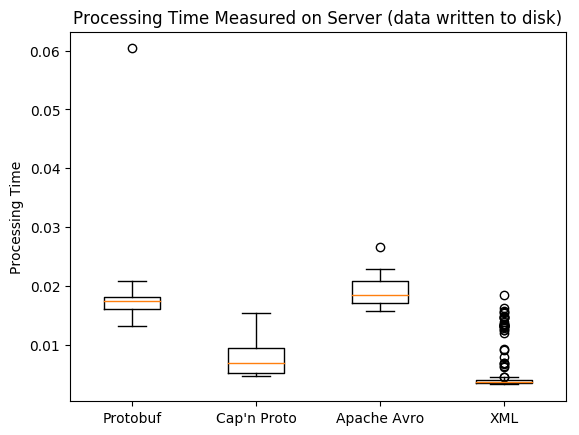 Processing Time Measured on Server (data written to disk)
0.06
0.05
0.04
0.03
0.02
0.01
Processing Time
Protobuf Cap'n Proto Apache Avro XML